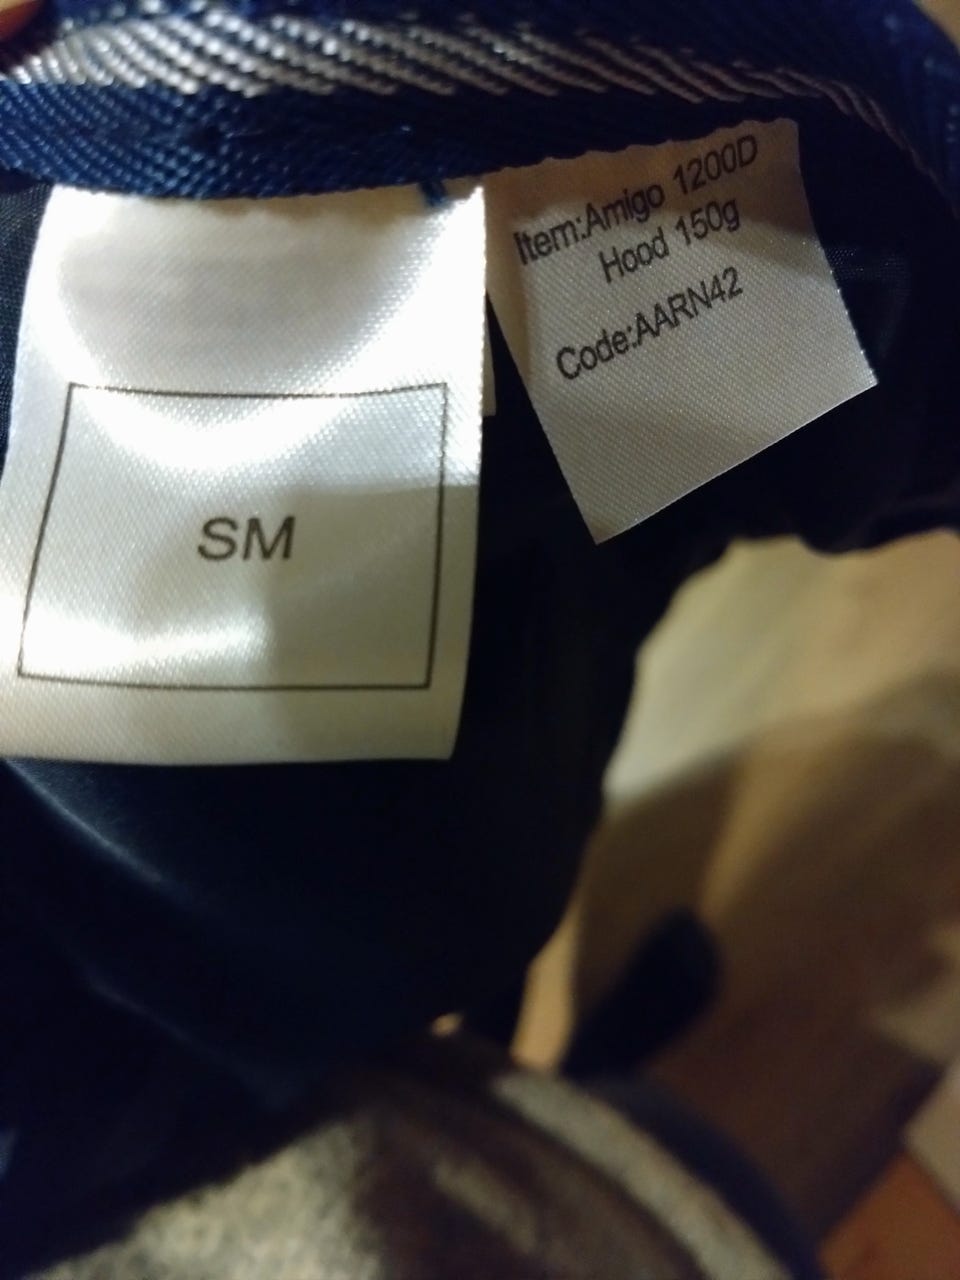 SM
Item:Amigo 1200D
Hood 150g
Code:AARN42